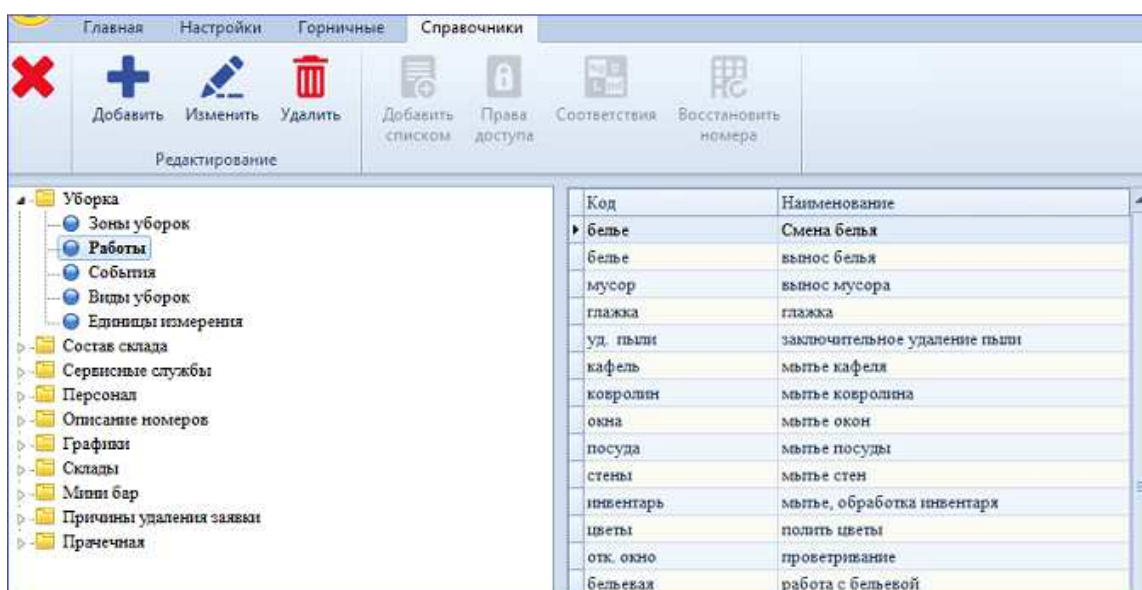 Главная Настройки Горничные Справочники
Добавить Изменить Удалить Добавить списком Права доступа Соответствия Восстановить номера
Редактирование
Уборка
Зоны уборок
Работы
События
Виды уборок
Единицы измерения
Состав склада
Сервисные службы
Персонал
Описание номеров
Графики
Склады
Мини бар
Причины удаления заявки
Прачечная
Код Наименование
белье Смена белья
белье вынос белья
мусор вынос мусора
глажка глажка
уд. пыли заключительное удаление пыли
кафель мытье кафеля
ковролин мытье ковролина
окна мытье окон
посуда мытье посуды
стены мытье стен
инвентарь мытье, обработка инвентаря
цветы полить цветы
отк. окно проветривание
бельевая работа с бельевой